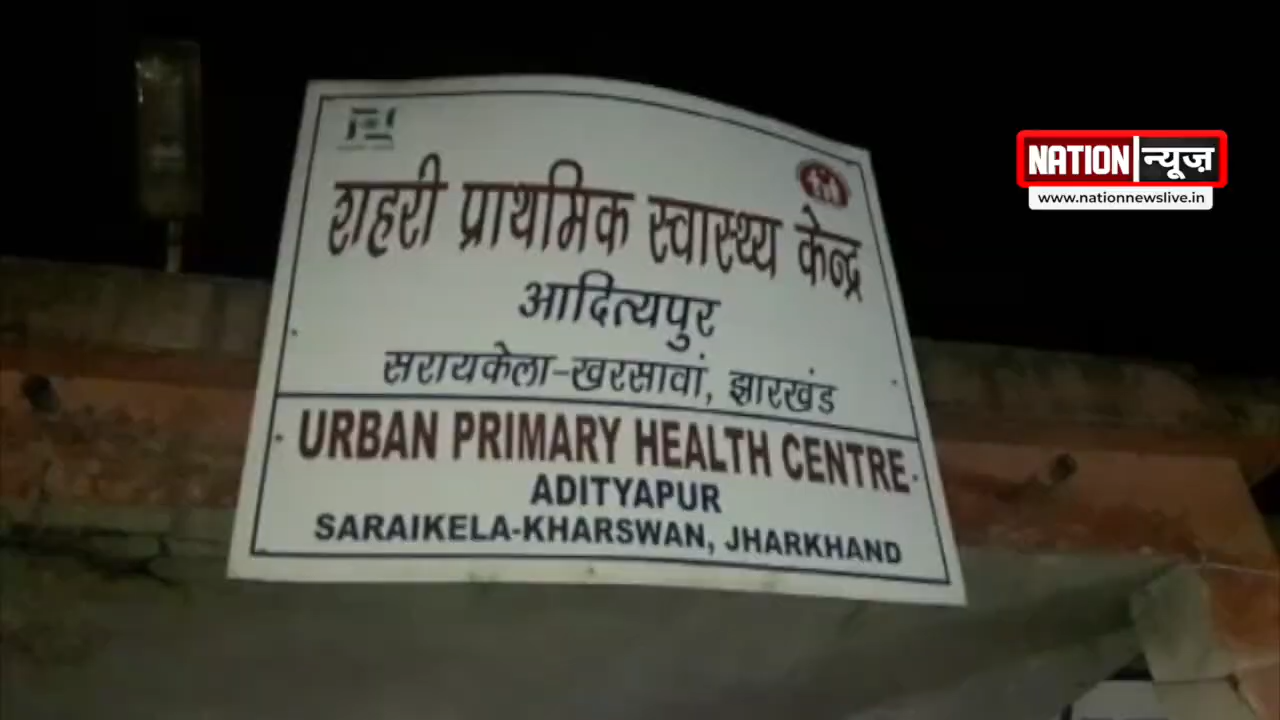 शहरी प्राथमिक स्वास्थ्य केन्द्र
आदित्यपुर
सरायकेला-खरसावां, झारखंड
URBAN PRIMARY HEALTH CENTRE
ADITYAPUR
SARAIKELA-KHARSWAN, JHARKHAND
NATION न्यूज़
www.nationnewslive.in